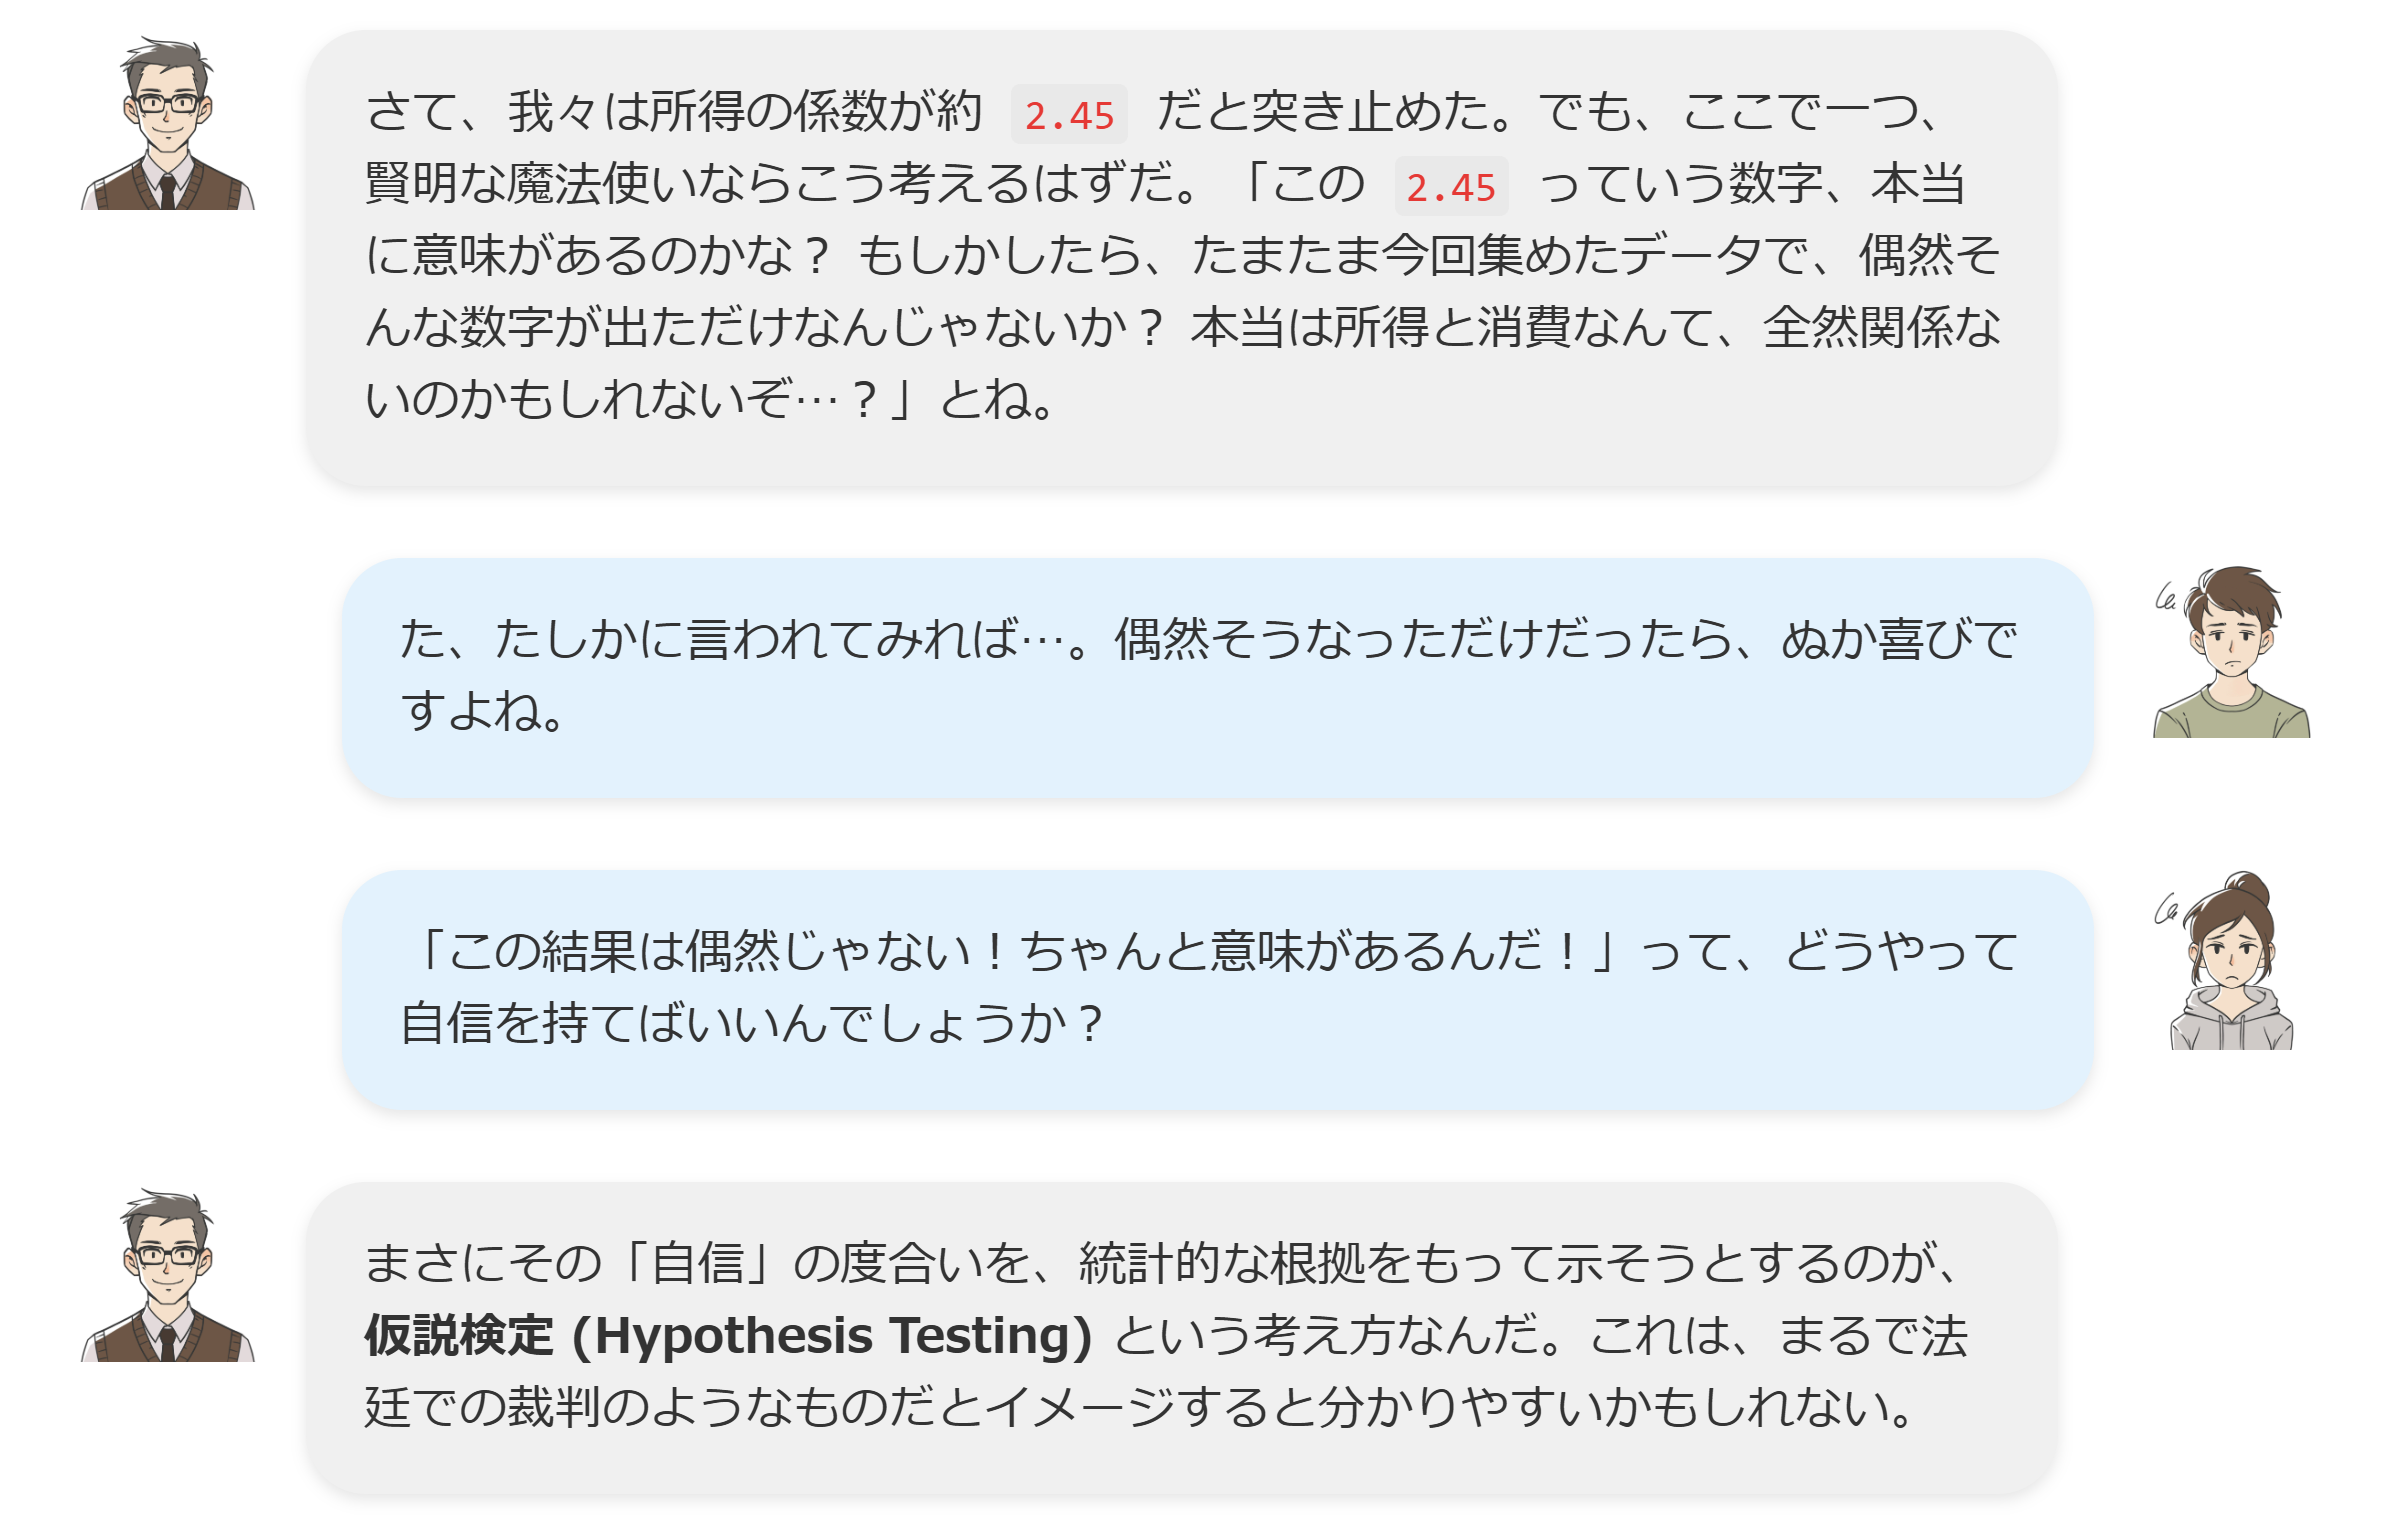 さて、我々は所得の係数が約 2.45 だと突き止めた。でも、ここで一つ、
賢明な魔法使いならこう考えるはずだ。「この 2.45 っていう数字、本当
に意味があるのかな？ もしかしたら、たまたま今回集めたデータで、偶然そ
んな数字が出ただけなんじゃないか？ 本当は所得と消費なんて、全然関係な
いのかもしれないぞ…？」とね。
た、たしかに言われてみれば…。偶然そうなっただけだったら、ぬか喜びで
すよね。
「この結果は偶然じゃない！ちゃんと意味があるんだ！」って、どうやって
自信を持てばいいんでしょうか？
まさにその「自信」の度合いを、統計的な根拠をもって示そうとするのが、
仮説検定 (Hypothesis Testing) という考え方なんだ。これは、まるで法
廷での裁判のようなものだとイメージすると分かりやすいかもしれない。